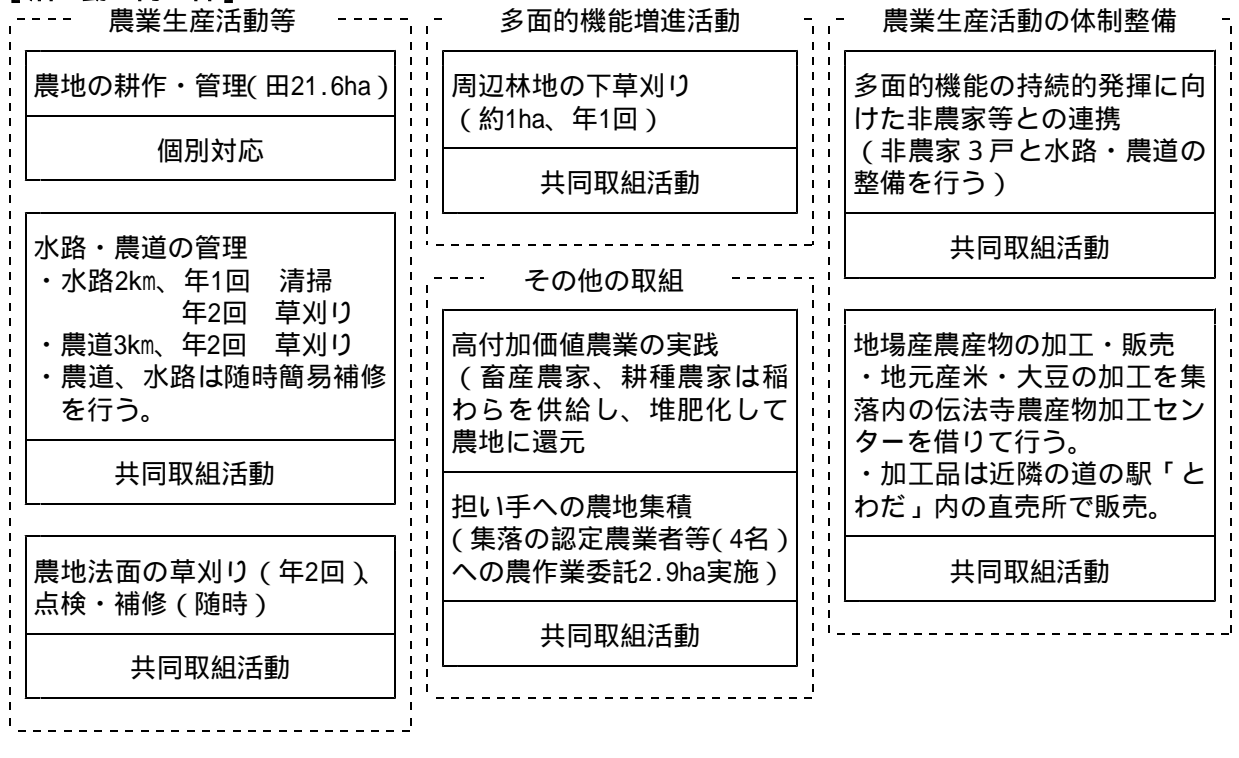 農業生産活動等
農地の耕作・管理(田21.6ha)
個別対応
水路・農道の管理
・水路2km、年1回 清掃
年2回 草刈り
・農道3km、年2回 草刈り
・農道、水路は随時簡易補修
を行う。
共同取組活動
農地法面の草刈り(年2回)、
点検・補修(随時)
共同取組活動
多面的機能増進活動
周辺林地の下草刈り
(約1ha、年1回)
共同取組活動
その他の取組
高付加価値農業の実践
(畜産農家、耕種農家は稲
わらを供給し、堆肥化して
農地に還元
担い手への農地集積
(集落の認定農業者等(4名)
への農作業委託2.9ha実施)
共同取組活動
農業生産活動の体制整備
多面的機能の持続的発揮に向
けた非農家等との連携
(非農家3戸と水路・農道の
整備を行う)
共同取組活動
地場産農産物の加工・販売
・地元産米・大豆の加工を集
落内の伝法寺農産物加工セン
ターを借りて行う。
・加工品は近隣の道の駅「と
わだ」内の直売所で販売。
共同取組活動